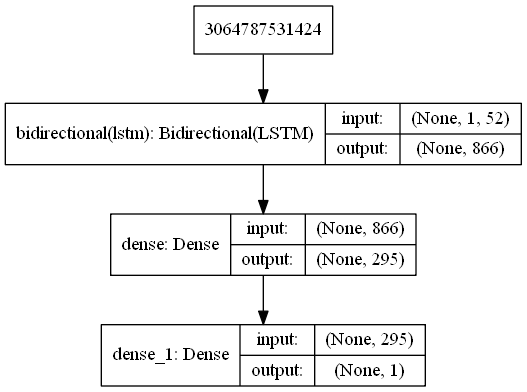 3064787531424
bidirectional(lstm): Bidirectional(LSTM)
input: (None, 1, 52)
output: (None, 866)
dense: Dense
input: (None, 866)
output: (None, 295)
dense_1: Dense
input: (None, 295)
output: (None, 1)